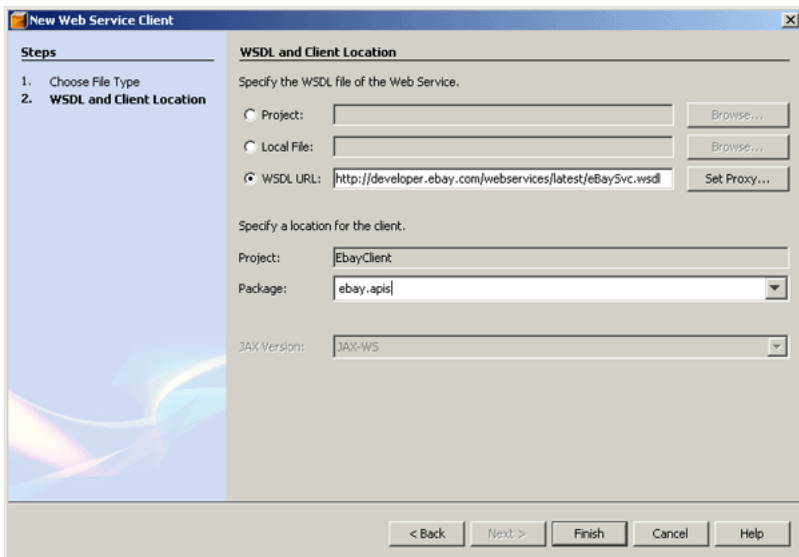 New Web Service Client
Steps
1. Choose File Type
2. WSDL and Client Location
WSDL and Client Location
Specify the WSDL file of the Web Service.
Project: Browse...
Local File: Browse...
WSDL URL: http://developer.ebay.com/webservices/latest/eBaySvc.wsdl Set Proxy...
Specify a location for the client.
Project: EbayClient
Package: ebay.apis
JAX Version: JAX-WS
< Back Next > Finish Cancel Help